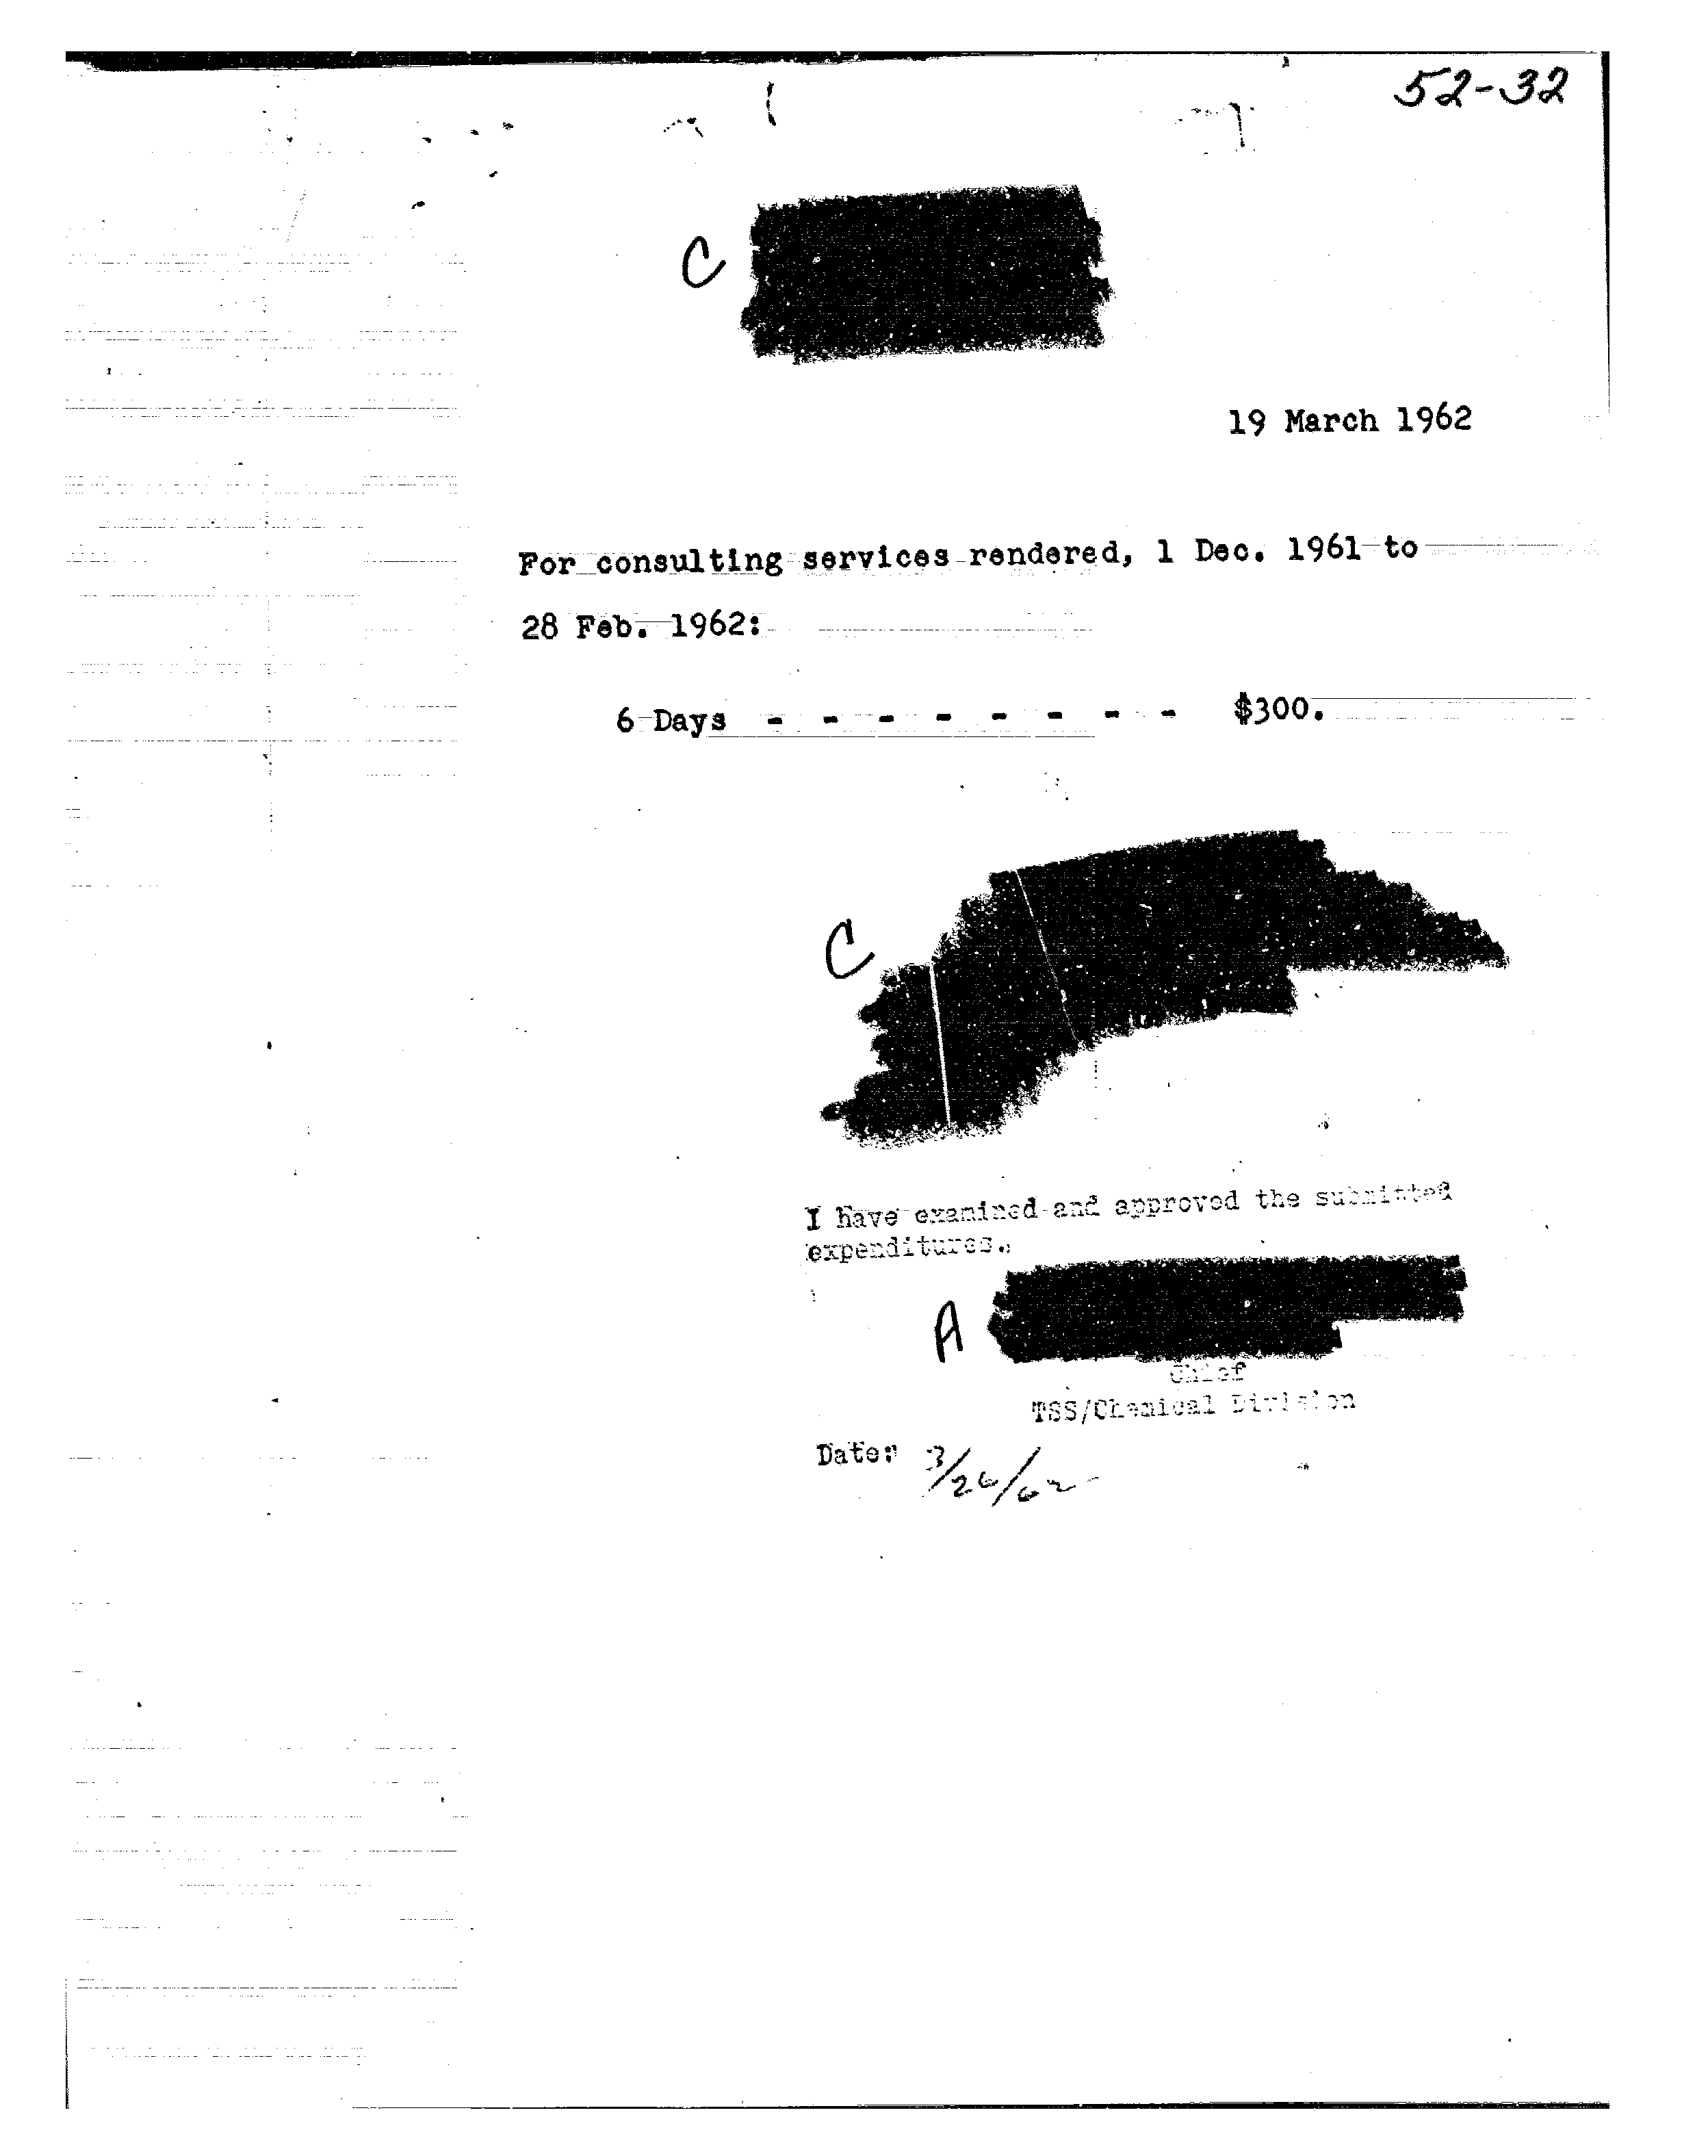 52-32
C
19 March 1962
For consulting services rendered, 1 Dec. 1961 to
28 Feb. 1962:
6 Days - - - - - - - - $300.
C
I have examined and approved the submitted
expenditures.
A
Chief
TSS/Chemical Division
Date: 3/26/62